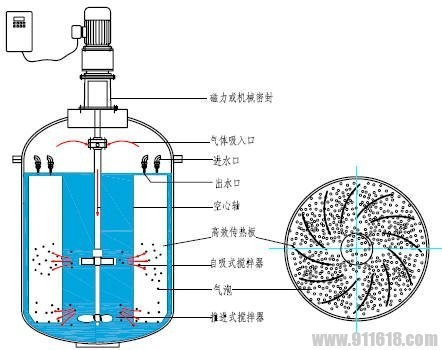 磁力或机械密封
气体吸入口
进水口
出水口
空心轴
高效传热板
自吸式搅拌器
气泡
推进式搅拌器
www.911618.com